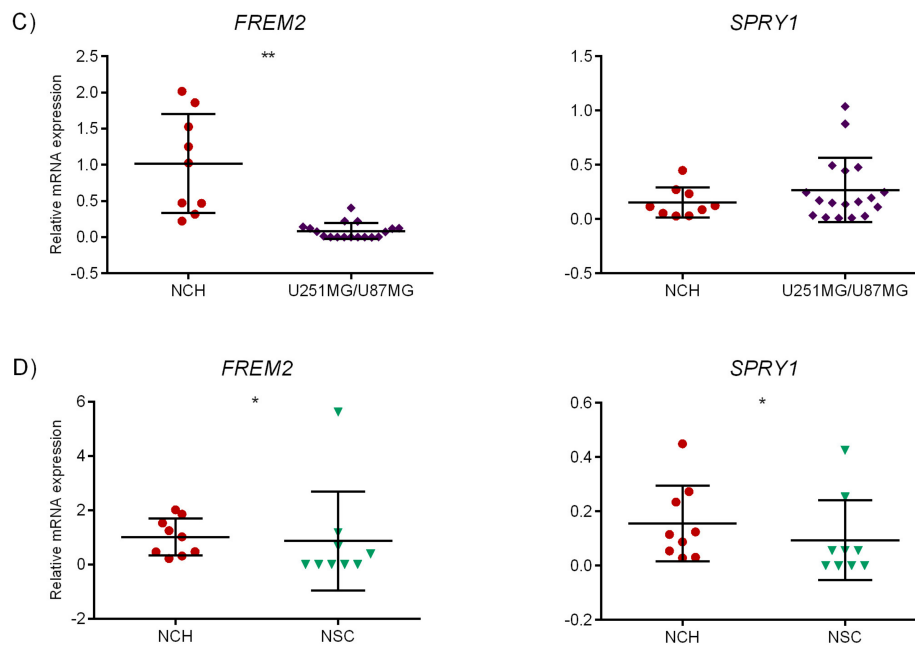 C)
FREM2
**
Relative mRNA expression
2.5
2.0
1.5
1.0
0.5
0.0
-0.5
NCH
U251MG/U87MG
SPRY1
1.5
1.0
0.5
0.0
-0.5
NCH
U251MG/U87MG
D)
FREM2
*
Relative mRNA expression
6
4
2
0
-2
NCH
NSC
SPRY1
*
0.6
0.4
0.2
0.0
-0.2
NCH
NSC